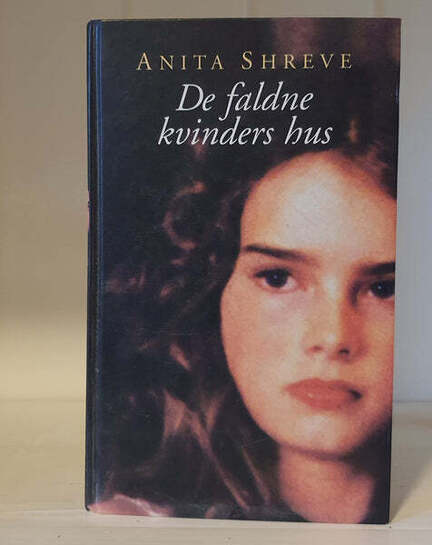 ANITA SHREVE
De faldne
kvinders hus